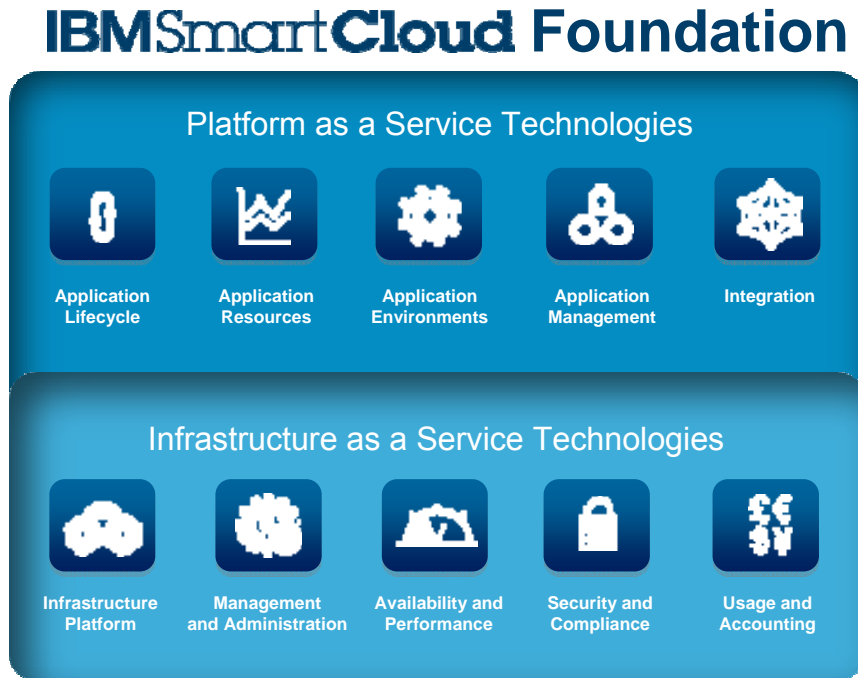 IBMSmartCloud Foundation
Platform as a Service Technologies
Application
Lifecycle
Application
Resources
Application
Environments
Application
Management
Integration
Infrastructure as a Service Technologies
£€
$¥
Infrastructure
Platform
Management
and Administration
Availability and
Performance
Security and
Compliance
Usage and
Accounting